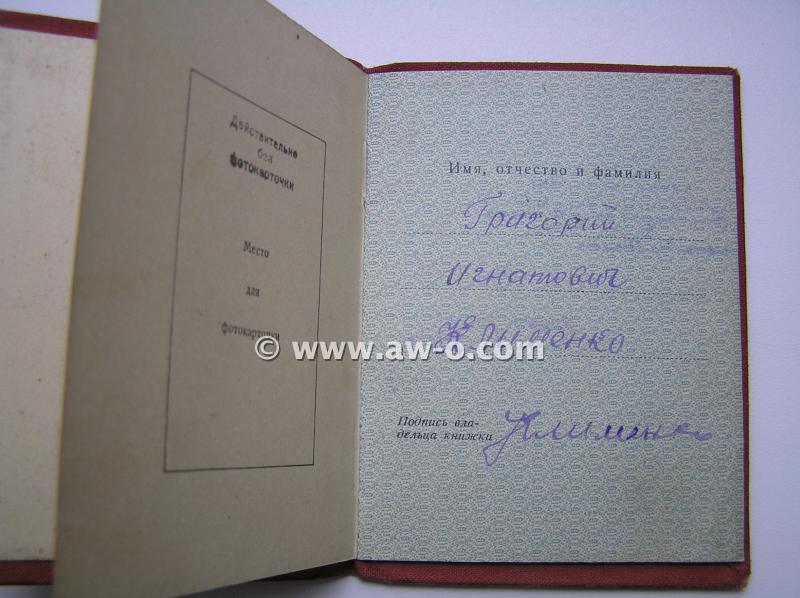 Действительно
без
фотокарточки
Место
для
фотокарточки
Имя, отчество и фамилия
Григорий
Игнатович
Клименко
Подпись вла-
дельца книжки Клименко
© www.aw-o.com